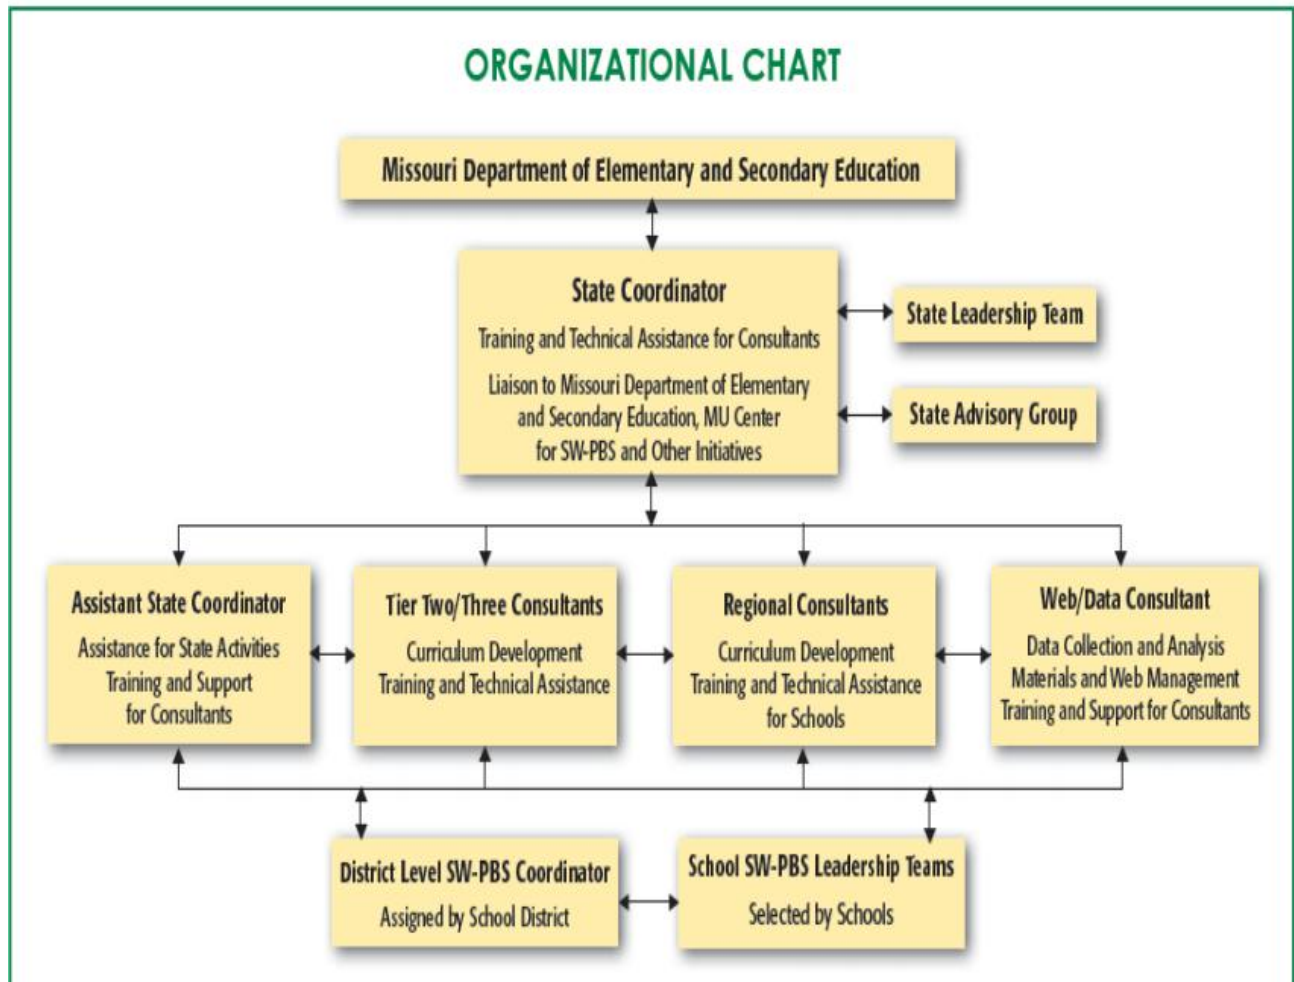 ORGANIZATIONAL CHART
Missouri Department of Elementary and Secondary Education
State Coordinator
Training and Technical Assistance for Consultants
Liaison to Missouri Department of Elementary
and Secondary Education, MU Center
for SW-PBS and Other Initiatives
State Leadership Team
State Advisory Group
Assistant State Coordinator
Assistance for State Activities
Training and Support
for Consultants
Tier Two/Three Consultants
Curriculum Development
Training and Technical Assistance
Regional Consultants
Curriculum Development
Training and Technical Assistance
for Schools
Web/Data Consultant
Data Collection and Analysis
Materials and Web Management
Training and Support for Consultants
District Level SW-PBS Coordinator
Assigned by School District
School SW-PBS Leadership Teams
Selected by Schools